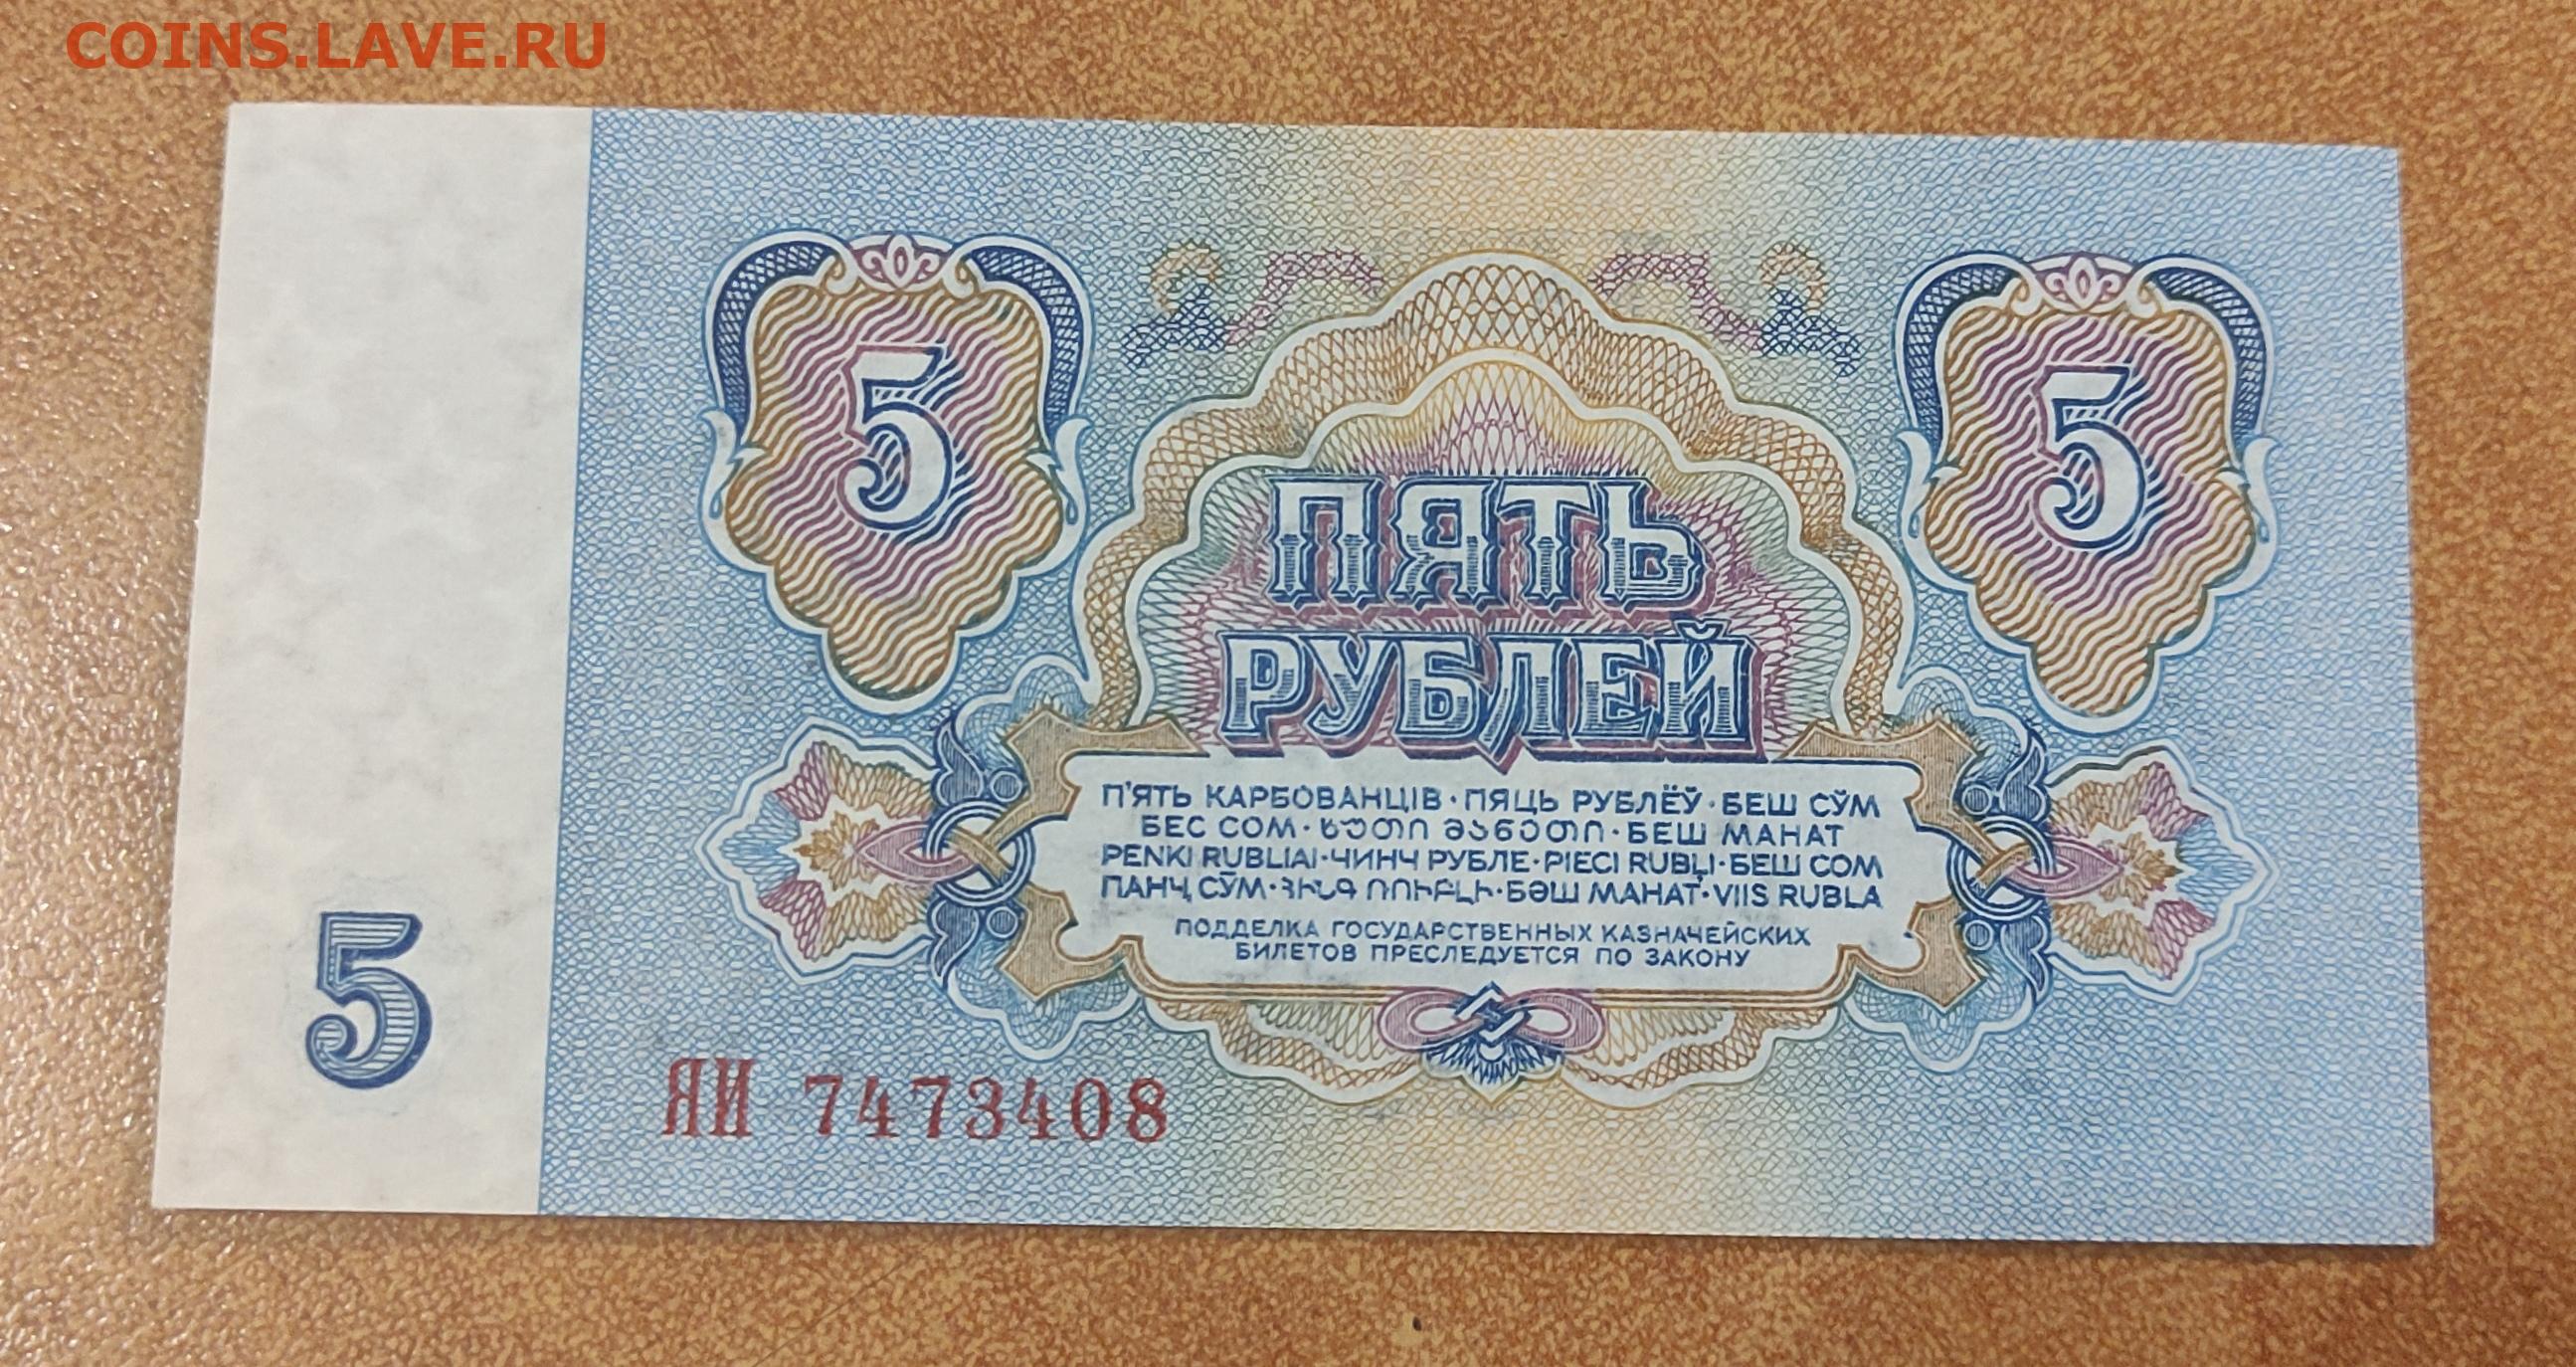 COINS.LAVE.RU
5
5
ПЯТЬ
РУБЛЕЙ
П'ЯТЬ КАРБОВАНЦІВ · ПЯЦЬ РУБЛЁЎ · БЕШ СЎМ
БЕС СОМ · ხუთი მანეთი · БЕШ МАНАТ
PENKI RUBLIAI · ЧИНЧ РУБЛЕ · PIECI RUBĻI · БЕШ СОМ
ПАНҶ СӮМ · ՀԻՆԳ ՌՈՒԲԼԻ · БӘШ МАНАТ · VIIS RUBLA
ПОДДЕЛКА ГОСУДАРСТВЕННЫХ КАЗНАЧЕЙСКИХ
БИЛЕТОВ ПРЕСЛЕДУЕТСЯ ПО ЗАКОНУ
5
ЯИ 7473408